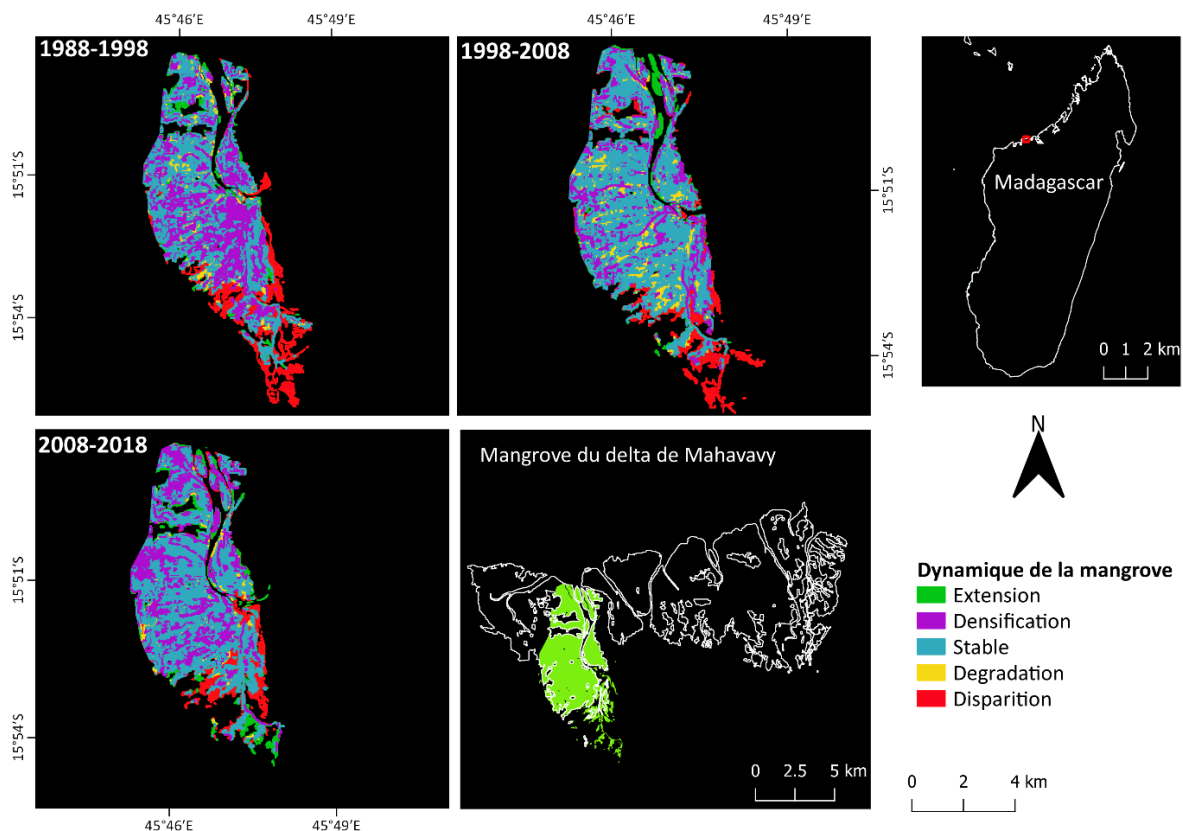 45°46'E 45°49'E 45°46'E 45°49'E
1988-1998
1998-2008
15°51'S
15°54'S
15°51'S
15°54'S
Madagascar
0 1 2 km
2008-2018
15°51'S
15°54'S
45°46'E 45°49'E
Mangrove du delta de Mahavavy
0 2.5 5 km
N
Dynamique de la mangrove
Extension
Densification
Stable
Degradation
Disparition
0 2 4 km